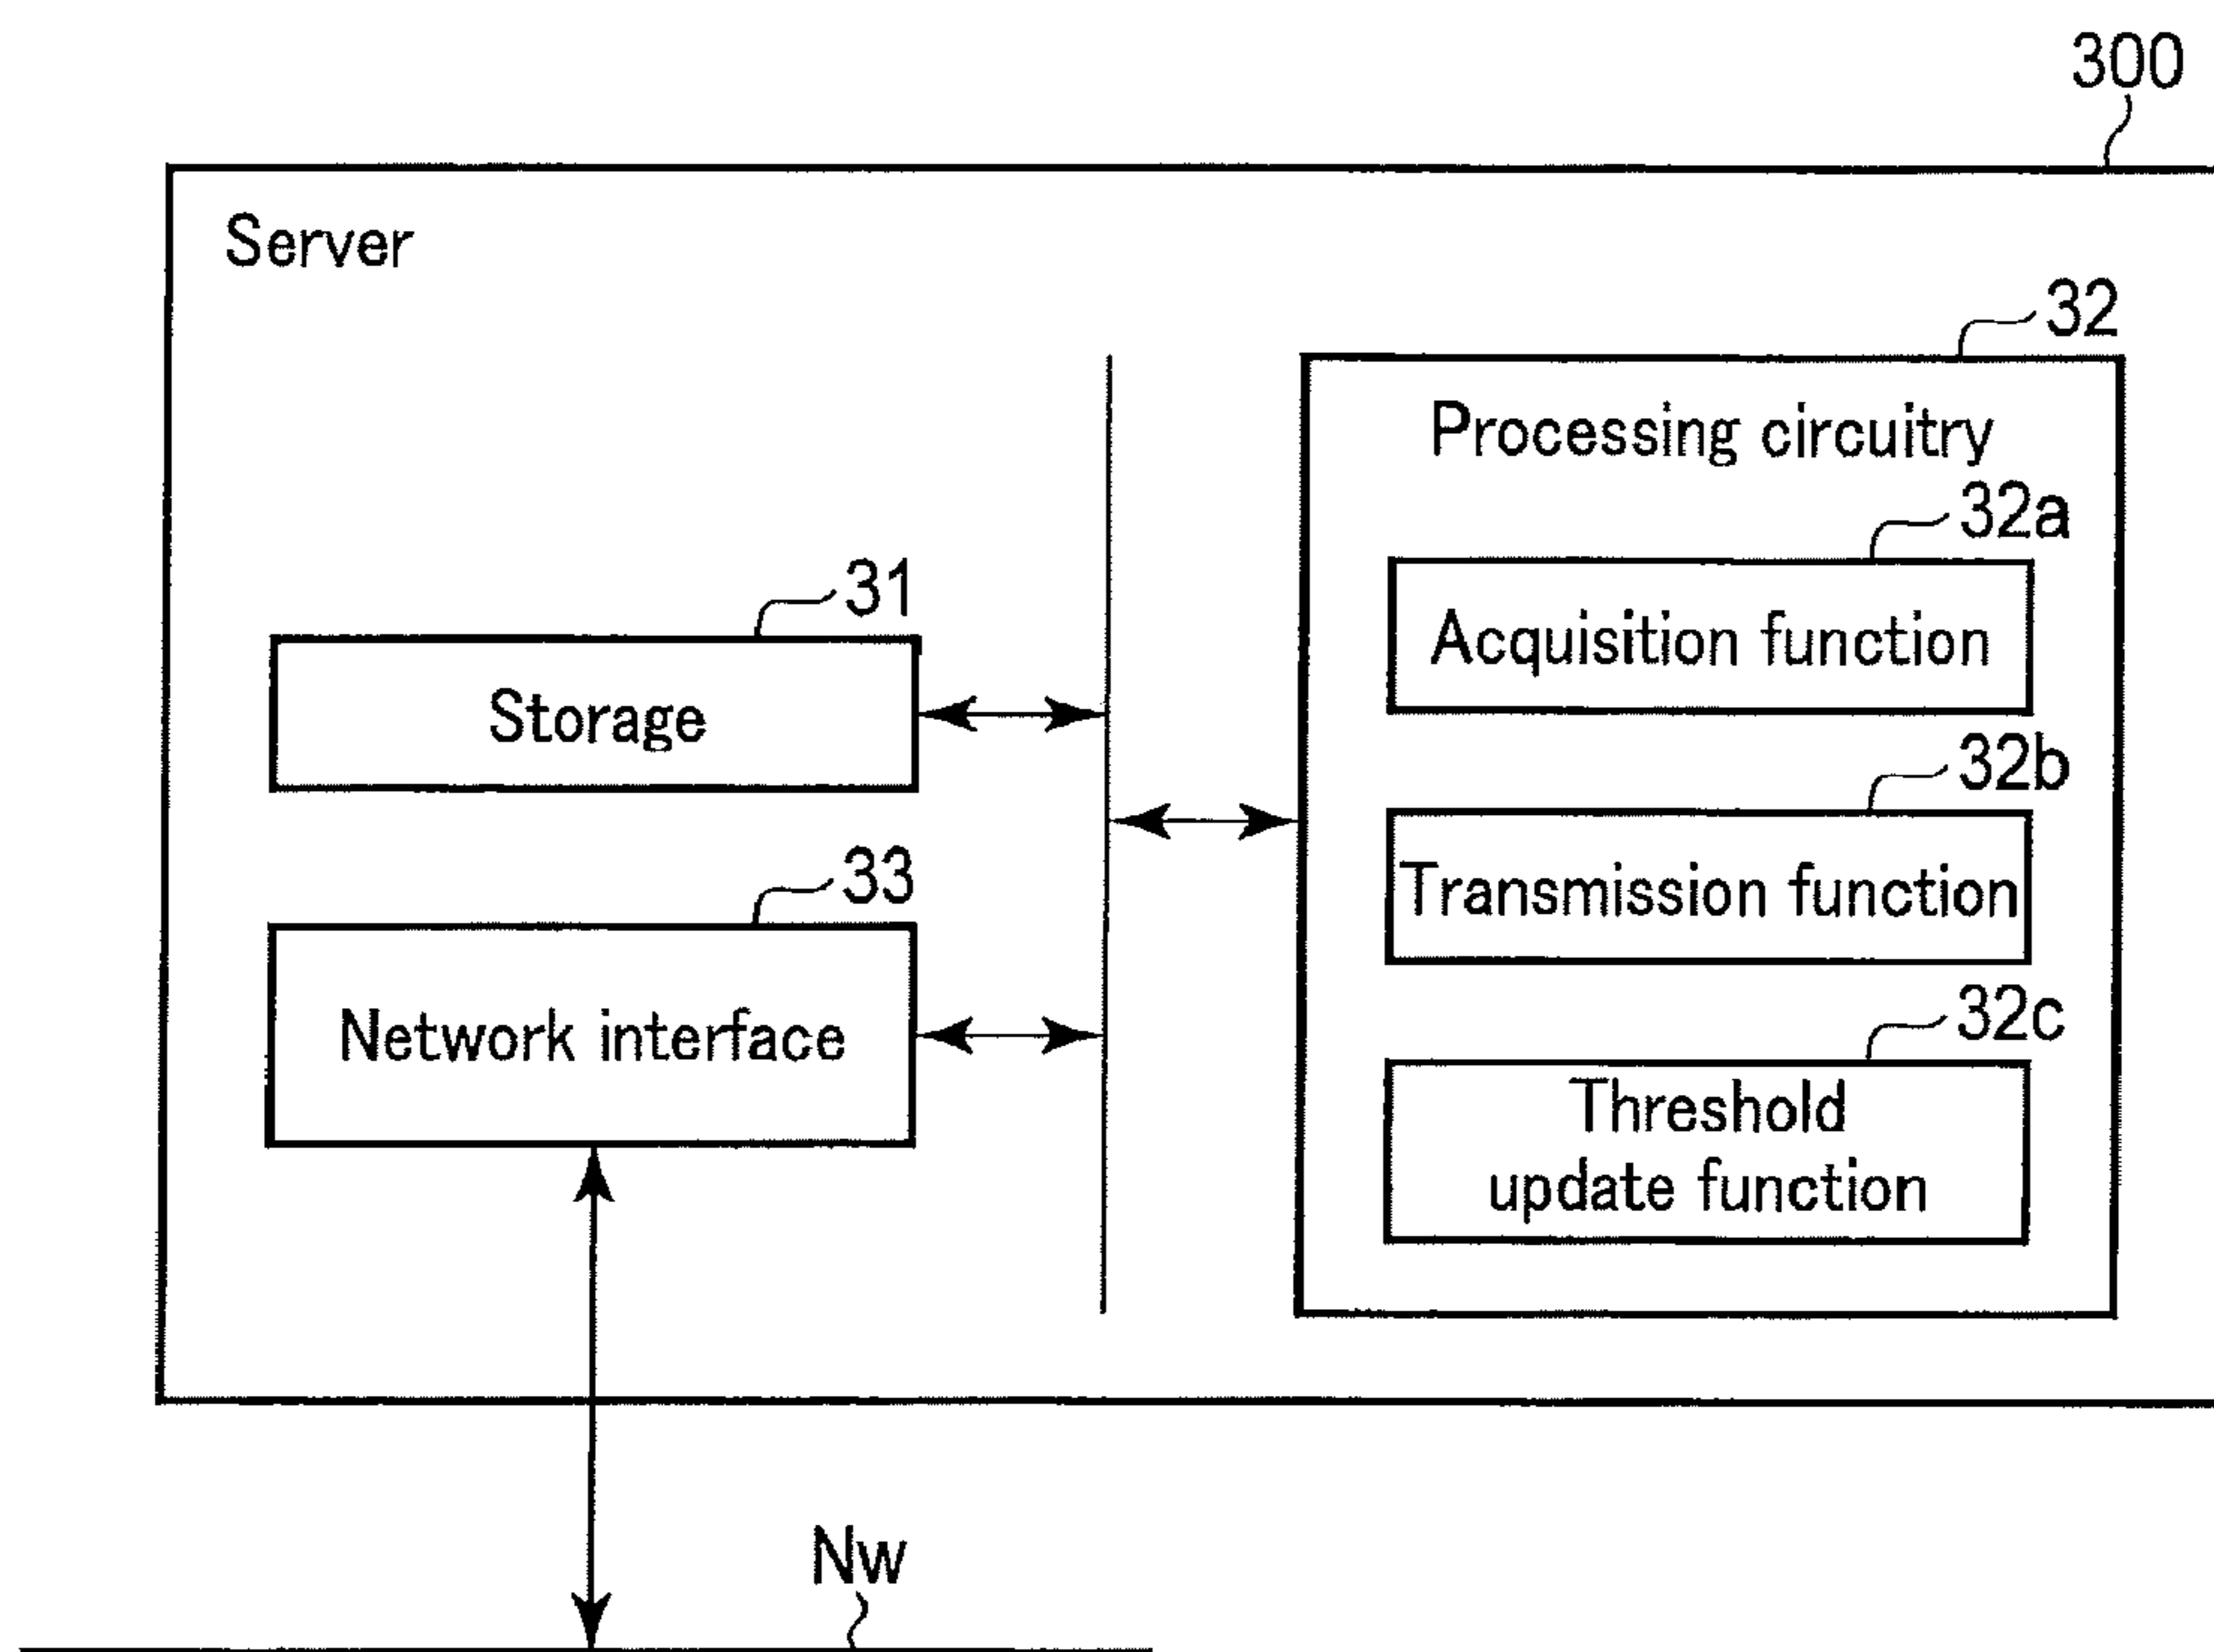 300
Server
32
Processing circuitry
32a
Acquisition function
31
Storage
32b
Transmission function
33
Network interface
32c
Threshold
update function
Nw